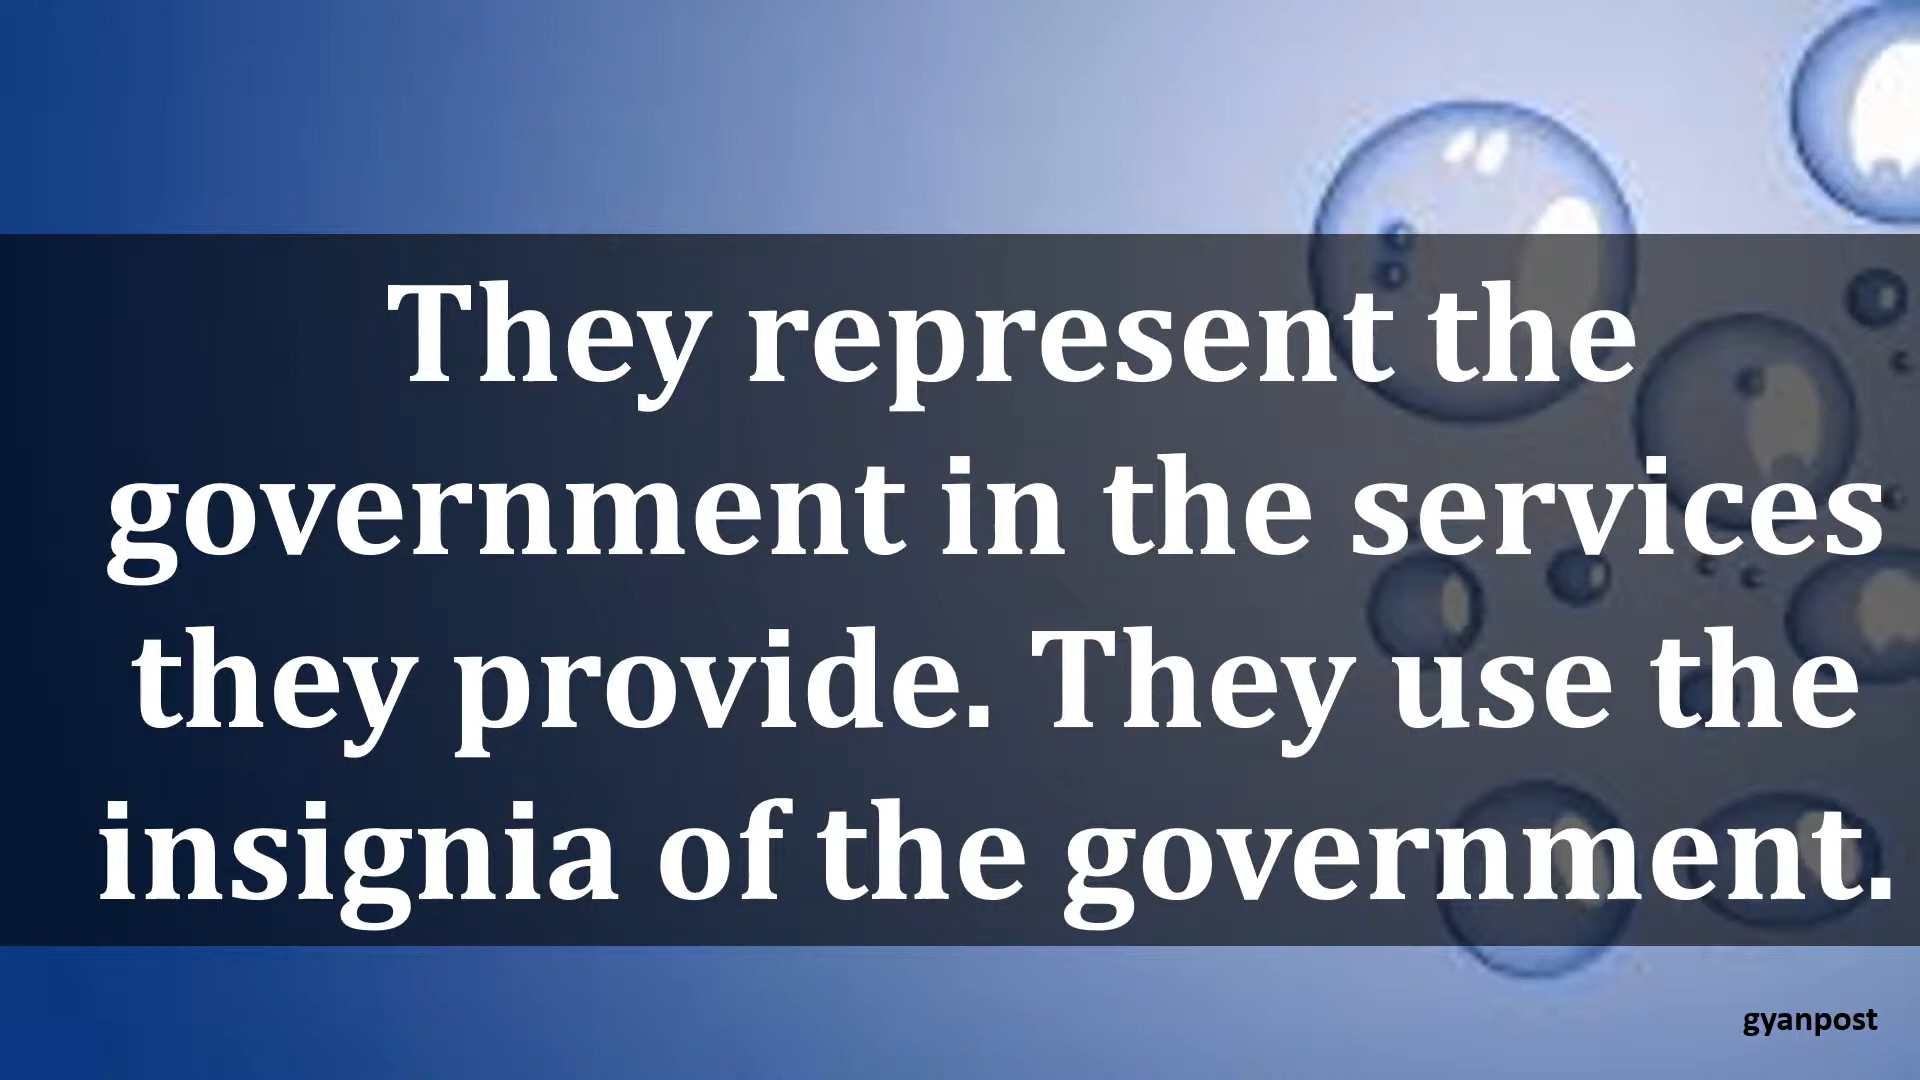 They represent the
government in the services
they provide. They use the
insignia of the government.
gyanpost